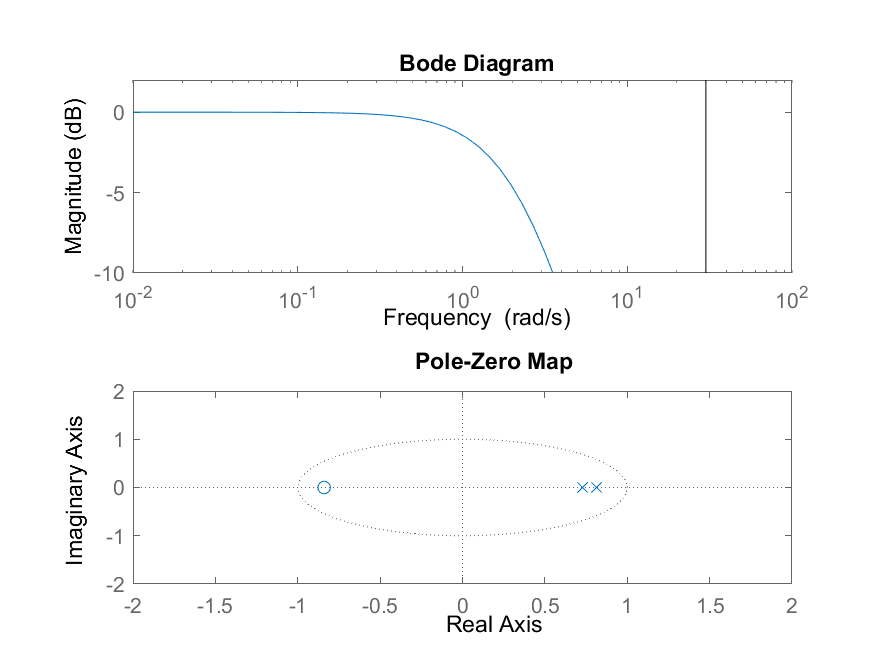 Bode Diagram
Magnitude (dB)
0
-5
-10
10^-2 10^-1 10^0 10^1 10^2
Frequency (rad/s)
Pole-Zero Map
Imaginary Axis
2
1
0
-1
-2
-2 -1.5 -1 -0.5 0 0.5 1 1.5 2
Real Axis